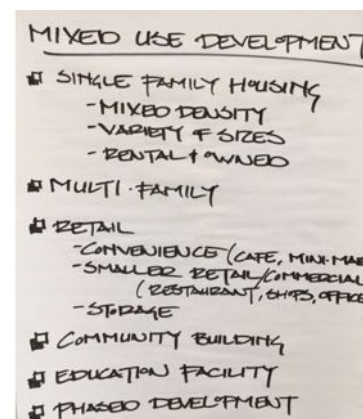 MIXED USE DEVELOPMENT
SINGLE FAMILY HOUSING
- MIXED DENSITY
- VARIETY OF SIZES
- RENTAL & OWNED
MULTI-FAMILY
RETAIL
- CONVENIENCE (CAFE, MINI-MAR
- SMALLER RETAIL/COMMERCIAL
(RESTAURANT, SHOPS, OFFICE
- STORAGE
COMMUNITY BUILDING
EDUCATION FACILITY
PHASED DEVELOPMENT